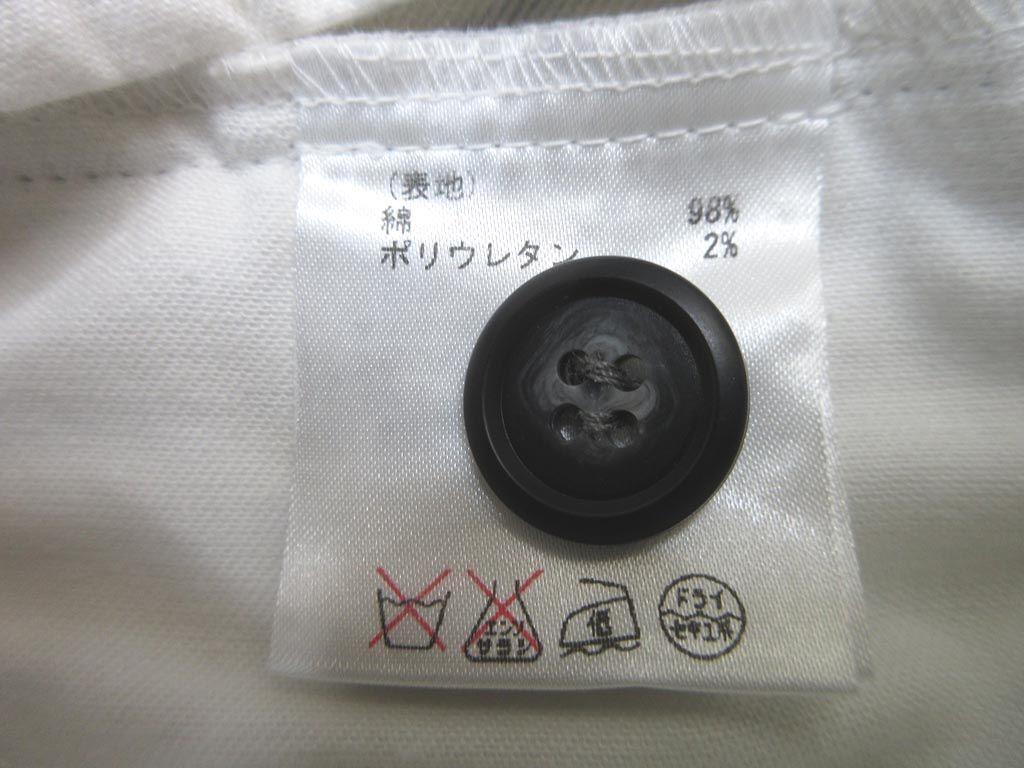 （表地）
綿 98%
ポリウレタン 2%
エンソ
サラシ
低
ドライ
セキユ系